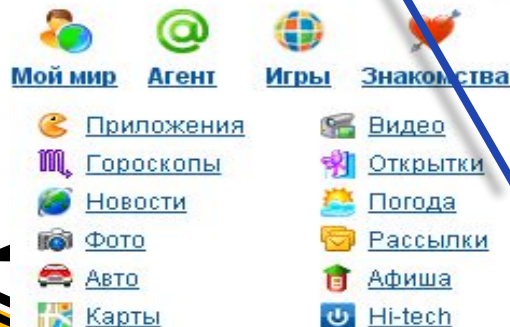 Мой мир Агент Игры Знакомства
Приложения Видео
Гороскопы Открытки
Новости Погода
Фото Рассылки
Авто Афиша
Карты Hi-tech